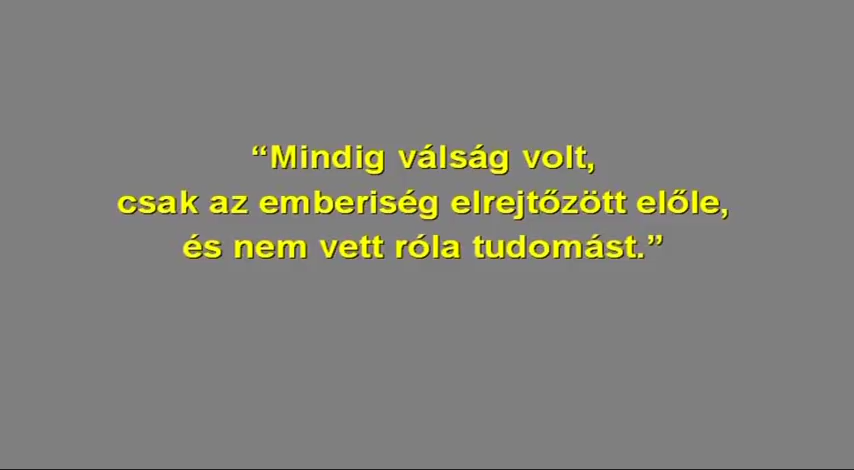 “Mindig válság volt,
csak az emberiség elrejtőzött előle,
és nem vett róla tudomást.”